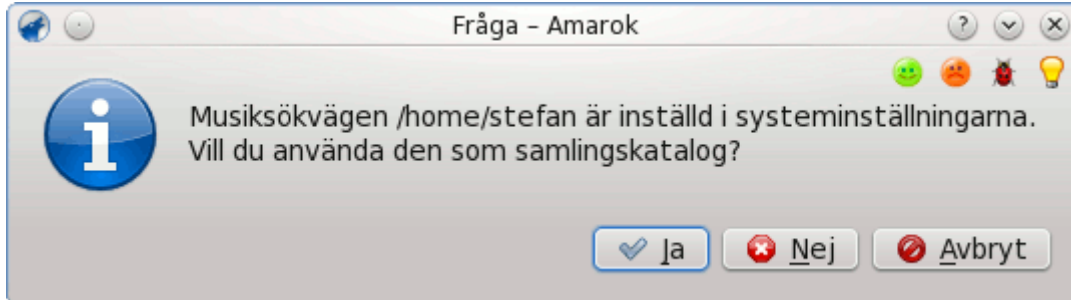 Fråga – Amarok
Musiksökvägen /home/stefan är inställd i systeminställningarna.
Vill du använda den som samlingskatalog?
Ja
Nej
Avbryt